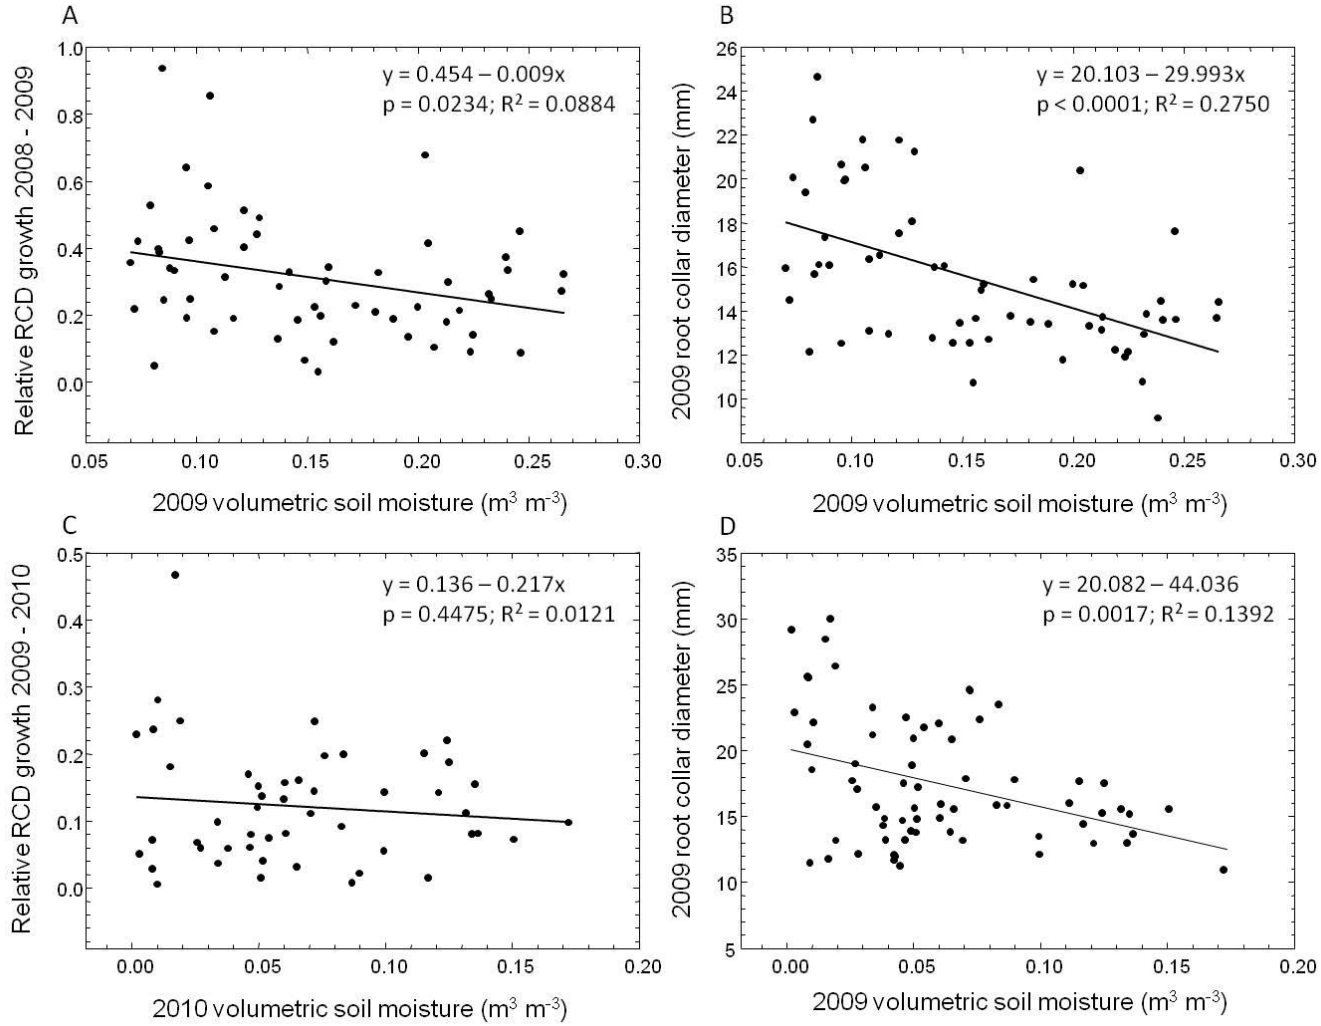 A
Relative RCD growth 2008 - 2009
1.0
0.8
0.6
0.4
0.2
0.0
y = 0.454 – 0.009x
p = 0.0234; R² = 0.0884
0.05 0.10 0.15 0.20 0.25 0.30
2009 volumetric soil moisture (m³ m⁻³)
B
2009 root collar diameter (mm)
26
24
22
20
18
16
14
12
10
y = 20.103 – 29.993x
p < 0.0001; R² = 0.2750
0.05 0.10 0.15 0.20 0.25 0.30
2009 volumetric soil moisture (m³ m⁻³)
C
Relative RCD growth 2009 - 2010
0.5
0.4
0.3
0.2
0.1
0.0
y = 0.136 – 0.217x
p = 0.4475; R² = 0.0121
0.00 0.05 0.10 0.15 0.20
2010 volumetric soil moisture (m³ m⁻³)
D
2009 root collar diameter (mm)
35
30
25
20
15
10
5
y = 20.082 – 44.036
p = 0.0017; R² = 0.1392
0.00 0.05 0.10 0.15 0.20
2009 volumetric soil moisture (m³ m⁻³)